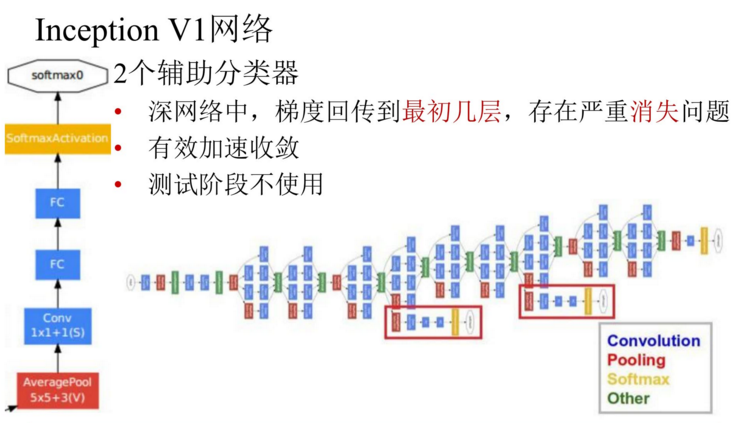 Inception V1网络
softmax0
2个辅助分类器
• 深网络中，梯度回传到最初几层，存在严重消失问题
SoftmaxActivation
• 有效加速收敛
• 测试阶段不使用
FC
FC
Conv
1x1+1(S)
AveragePool
5x5+3(V)
Convolution
Pooling
Softmax
Other